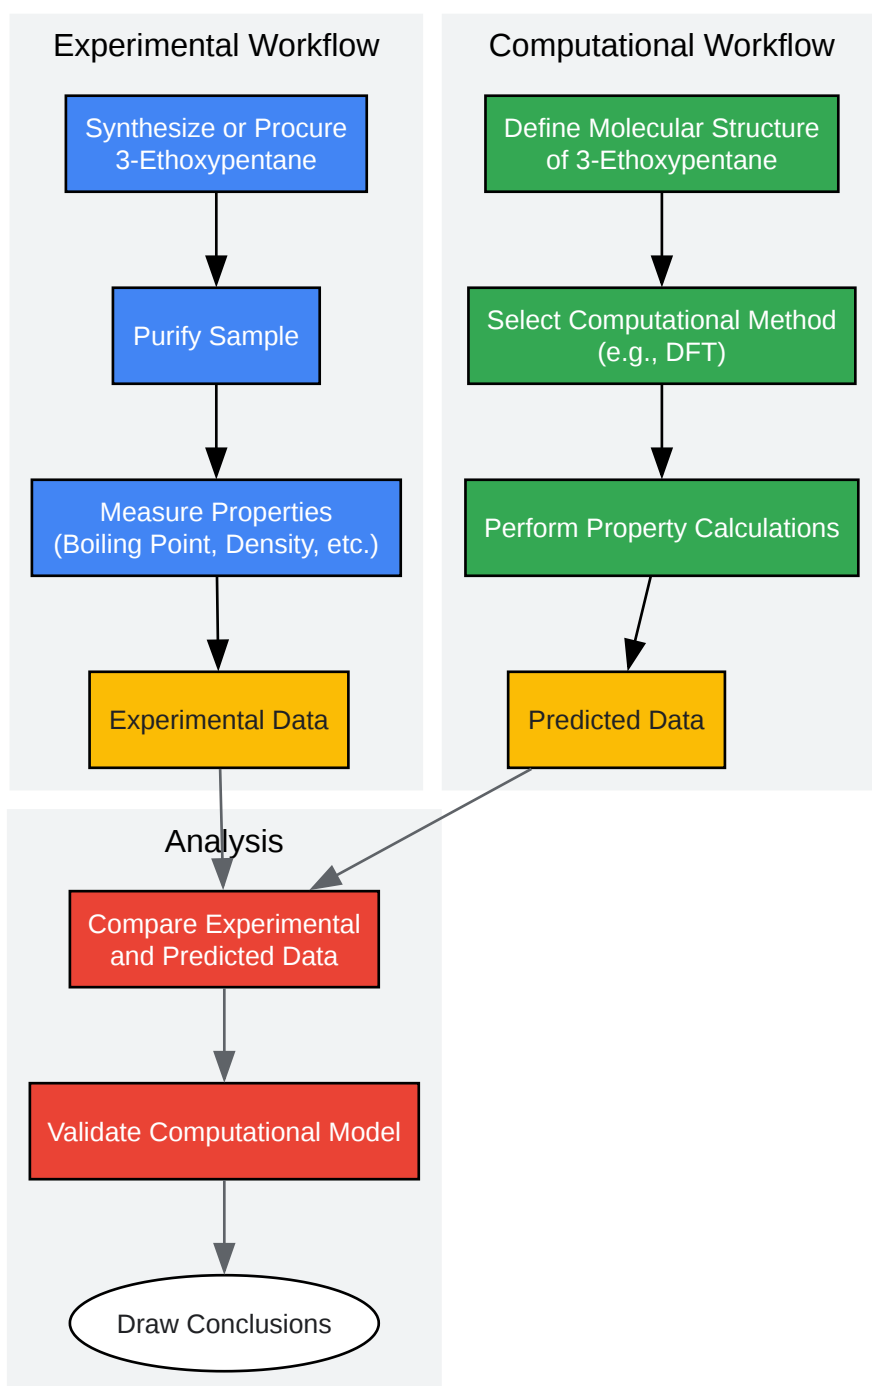 Experimental Workflow
Synthesize or Procure
3-Ethoxypentane
Purify Sample
Measure Properties
(Boiling Point, Density, etc.)
Experimental Data
Computational Workflow
Define Molecular Structure
of 3-Ethoxypentane
Select Computational Method
(e.g., DFT)
Perform Property Calculations
Predicted Data
Analysis
Compare Experimental
and Predicted Data
Validate Computational Model
Draw Conclusions